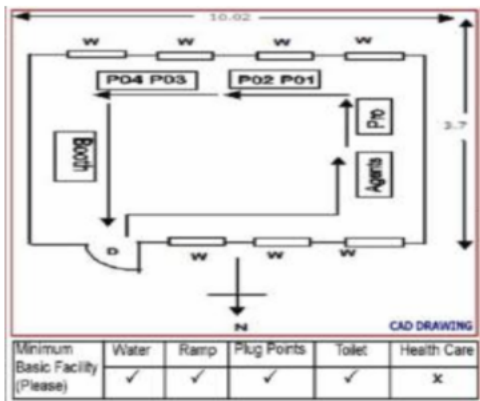 10.02
W W W W
P04 P03 P02 P01
Pro
3.7
Booth
Agents
D
W W W
N
CAD DRAWING
Minimum Basic Facility (Please) Water Ramp Plug Points Toilet Health Care
✓ ✓ ✓ ✓ x